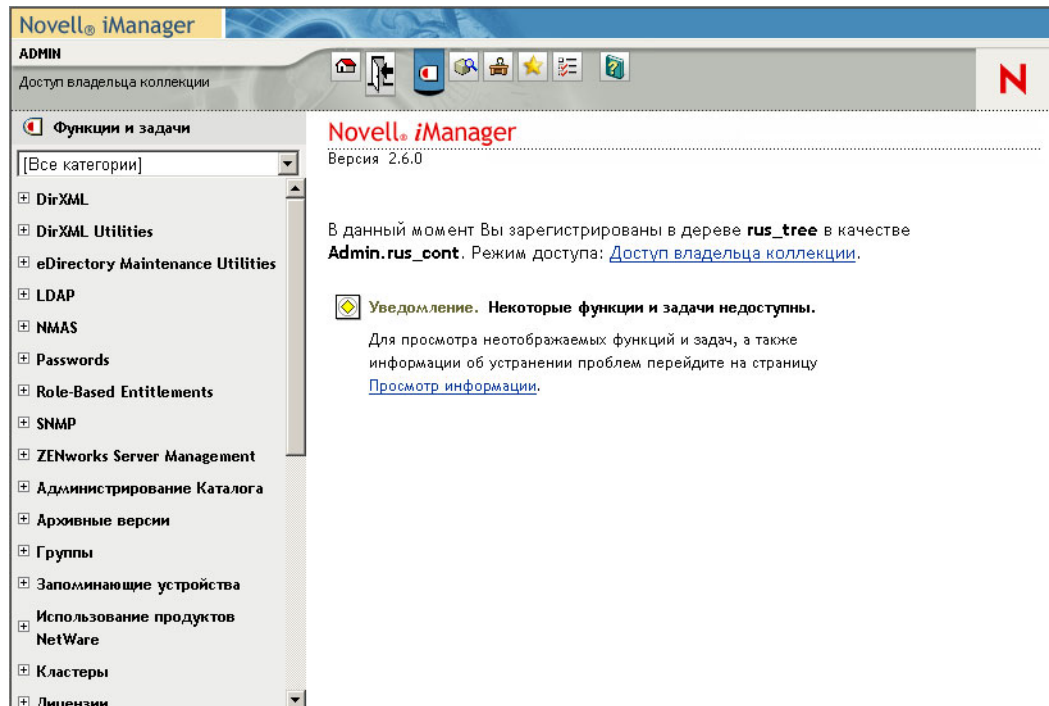 Novell® iManager
ADMIN
Доступ владельца коллекции
N
Функции и задачи
[Все категории]
DirXML
DirXML Utilities
eDirectory Maintenance Utilities
LDAP
NMAS
Passwords
Role-Based Entitlements
SNMP
ZENworks Server Management
Администрирование Каталога
Архивные версии
Группы
Запоминающие устройства
Использование продуктов
NetWare
Кластеры
Лицензии
Novell® iManager
Версия 2.6.0
В данный момент Вы зарегистрированы в дереве rus_tree в качестве
Admin.rus_cont. Режим доступа: Доступ владельца коллекции.
Уведомление. Некоторые функции и задачи недоступны.
Для просмотра неотображаемых функций и задач, а также
информации об устранении проблем перейдите на страницу
Просмотр информации.